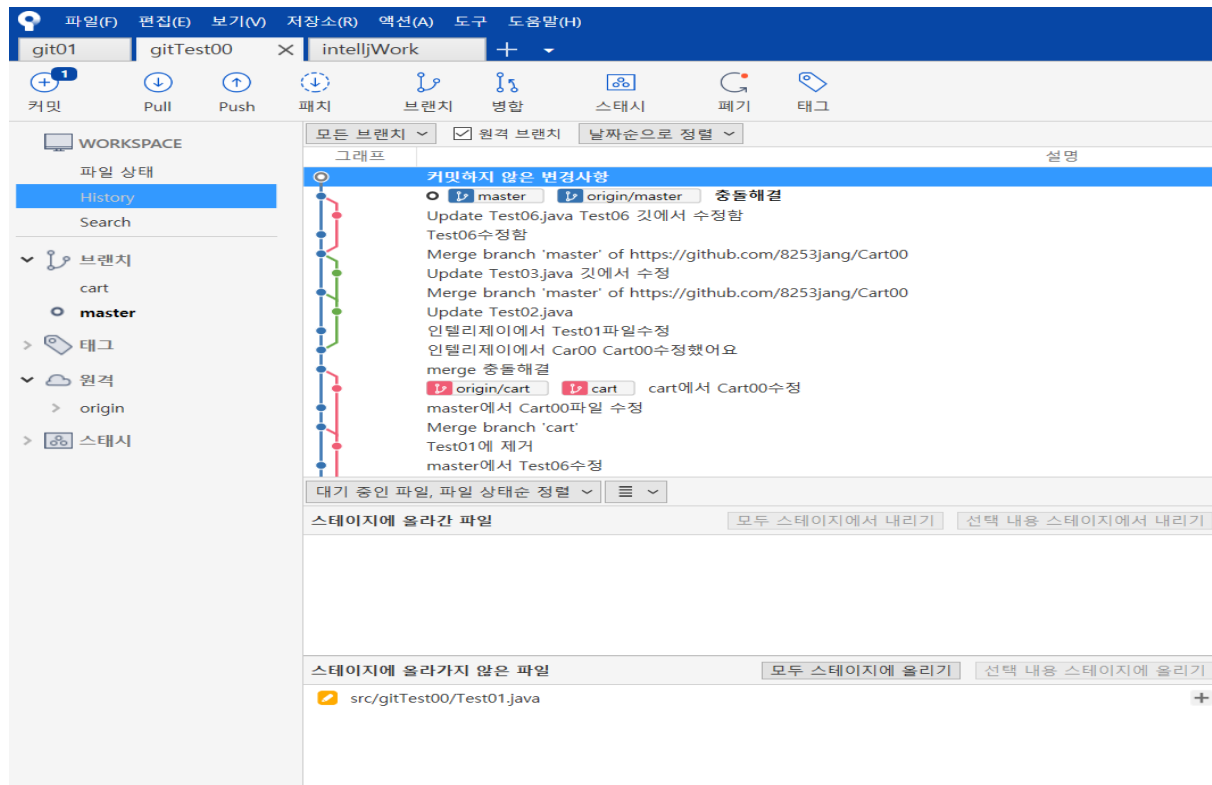 파일(F) 편집(E) 보기(V) 저장소(R) 액션(A) 도구 도움말(H)
git01 gitTest00 intelljWork
1
커밋 Pull Push 패치 브랜치 병합 스태시 폐기 태그
WORKSPACE
파일 상태
History
Search
브랜치
cart
master
태그
원격
origin
스태시
모든 브랜치 원격 브랜치 날짜순으로 정렬
그래프 설명
커밋하지 않은 변경사항
master origin/master 충돌해결
Update Test06.java Test06 깃에서 수정함
Test06수정함
Merge branch 'master' of https://github.com/8253jang/Cart00
Update Test03.java 깃에서 수정
Merge branch 'master' of https://github.com/8253jang/Cart00
Update Test02.java
인텔리제이에서 Test01파일수정
인텔리제이에서 Car00 Cart00수정했어요
merge 충돌해결
origin/cart cart cart에서 Cart00수정
master에서 Cart00파일 수정
Merge branch 'cart'
Test01에 제거
master에서 Test06수정
대기 중인 파일, 파일 상태순 정렬
스테이지에 올라간 파일 모두 스테이지에서 내리기 선택 내용 스테이지에서 내리기
스테이지에 올라가지 않은 파일 모두 스테이지에 올리기 선택 내용 스테이지에 올리기
src/gitTest00/Test01.java